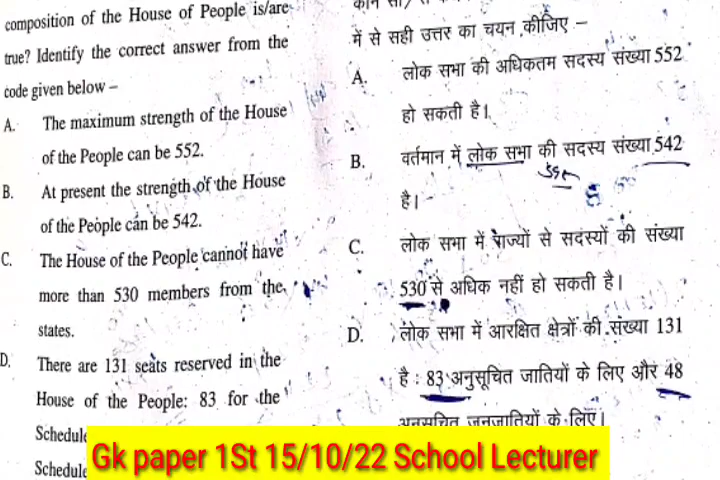 composition of the House of People is/are
true? Identify the correct answer from the
code given below –
A. The maximum strength of the House
of the People can be 552.
B. At present the strength of the House
of the People can be 542.
C. The House of the People cannot have
more than 530 members from the
states.
D. There are 131 seats reserved in the
House of the People: 83 for the
Schedule
Schedule
में से सही उत्तर का चयन कीजिए –
A. लोक सभा की अधिकतम सदस्य संख्या 552
हो सकती है।
B. वर्तमान में लोक सभा की सदस्य संख्या 542
है।
C. लोक सभा में राज्यों से सदस्यों की संख्या
530 से अधिक नहीं हो सकती है।
D. लोक सभा में आरक्षित क्षेत्रों की संख्या 131
है : 83 अनुसूचित जातियों के लिए और 48
अनुसूचित जनजातियों के लिए।
Gk paper 1St 15/10/22 School Lecturer